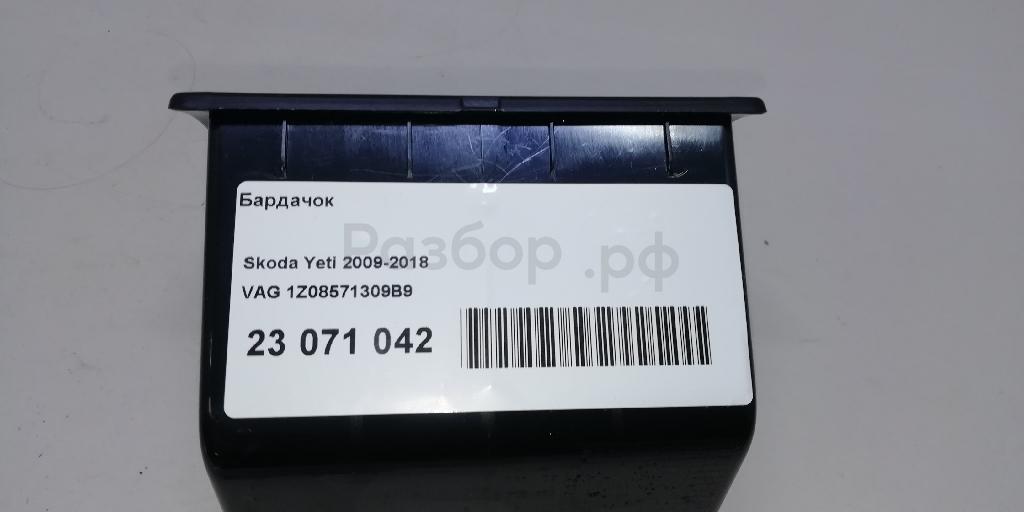 Бардачок
Разбор.рф
Skoda Yeti 2009-2018
VAG 1Z08571309B9
23 071 042